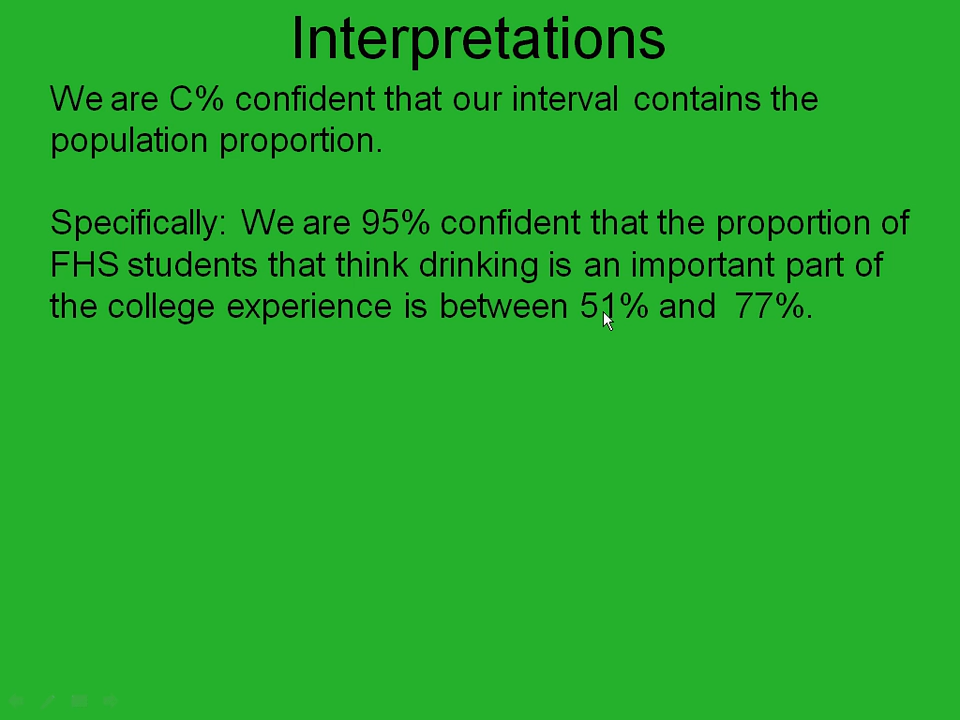 Interpretations
We are C% confident that our interval contains the
population proportion.
Specifically: We are 95% confident that the proportion of
FHS students that think drinking is an important part of
the college experience is between 51% and 77%.